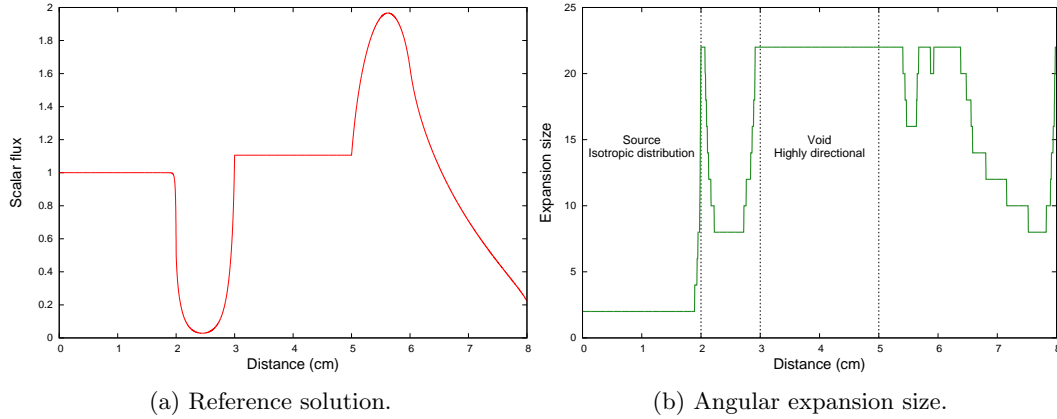 2
1.8
1.6
1.4
1.2
1
0.8
0.6
0.4
0.2
0
Scalar flux
0 1 2 3 4 5 6 7 8
Distance (cm)
(a) Reference solution.
25
20
15
10
5
0
Expansion size
Source
Isotropic distribution
Void
Highly directional
0 1 2 3 4 5 6 7 8
Distance (cm)
(b) Angular expansion size.